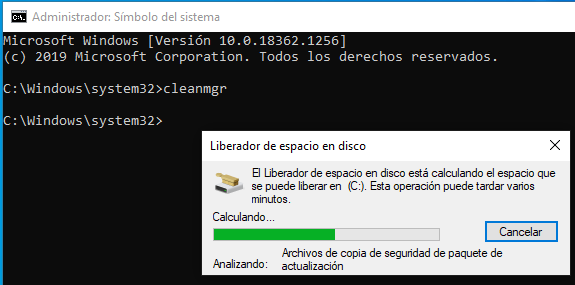 Administrador: Símbolo del sistema
Microsoft Windows [Versión 10.0.18362.1256]
(c) 2019 Microsoft Corporation. Todos los derechos reservados.
C:\Windows\system32>cleanmgr
C:\Windows\system32>
Liberador de espacio en disco
El Liberador de espacio en disco está calculando el espacio que
se puede liberar en (C:). Esta operación puede tardar varios
minutos.
Calculando...
Cancelar
Analizando: Archivos de copia de seguridad de paquete de
actualización